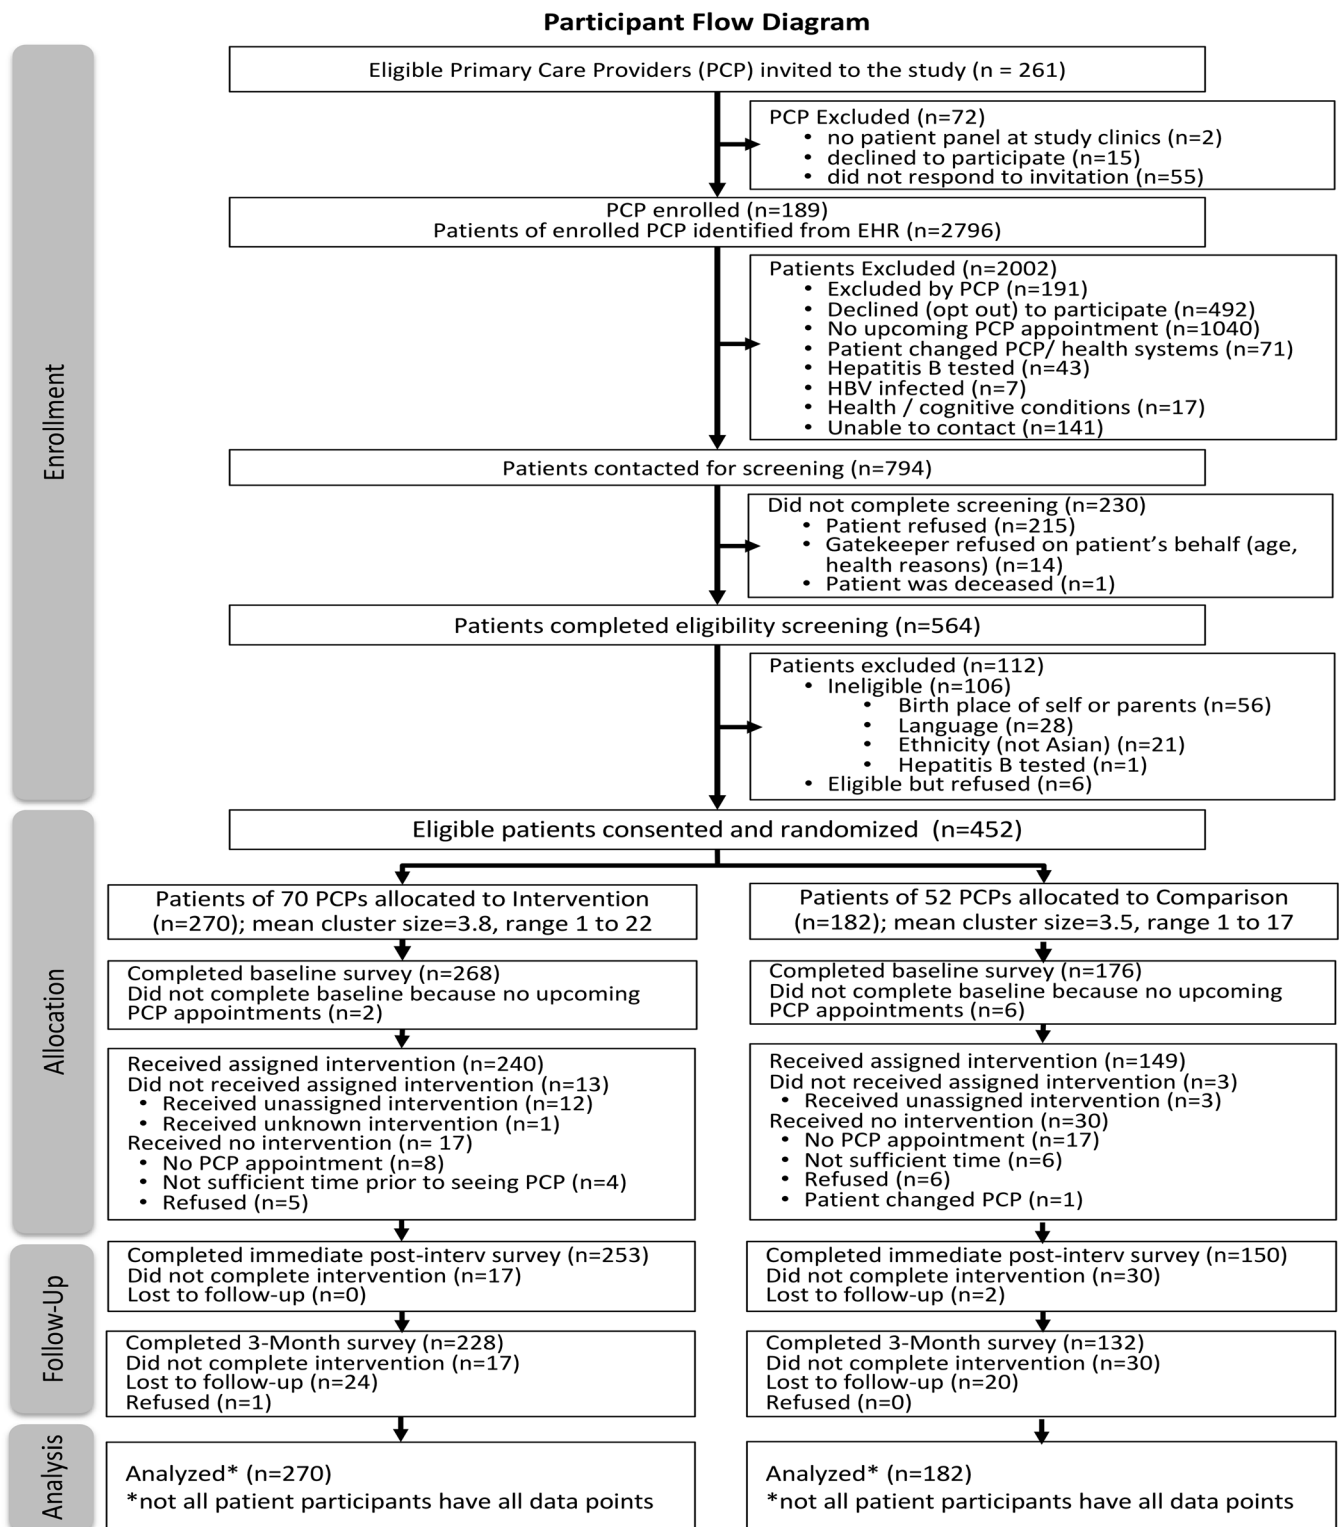 Participant Flow Diagram
Enrollment
Eligible Primary Care Providers (PCP) invited to the study (n = 261)
PCP Excluded (n=72)
• no patient panel at study clinics (n=2)
• declined to participate (n=15)
• did not respond to invitation (n=55)
PCP enrolled (n=189)
Patients of enrolled PCP identified from EHR (n=2796)
Patients Excluded (n=2002)
• Excluded by PCP (n=191)
• Declined (opt out) to participate (n=492)
• No upcoming PCP appointment (n=1040)
• Patient changed PCP/ health systems (n=71)
• Hepatitis B tested (n=43)
• HBV infected (n=7)
• Health / cognitive conditions (n=17)
• Unable to contact (n=141)
Patients contacted for screening (n=794)
Did not complete screening (n=230)
• Patient refused (n=215)
• Gatekeeper refused on patient’s behalf (age,
health reasons) (n=14)
• Patient was deceased (n=1)
Patients completed eligibility screening (n=564)
Patients excluded (n=112)
• Ineligible (n=106)
• Birth place of self or parents (n=56)
• Language (n=28)
• Ethnicity (not Asian) (n=21)
• Hepatitis B tested (n=1)
• Eligible but refused (n=6)
Allocation
Eligible patients consented and randomized (n=452)
Patients of 70 PCPs allocated to Intervention
(n=270); mean cluster size=3.8, range 1 to 22
Completed baseline survey (n=268)
Did not complete baseline because no upcoming
PCP appointments (n=2)
Received assigned intervention (n=240)
Did not received assigned intervention (n=13)
• Received unassigned intervention (n=12)
• Received unknown intervention (n=1)
Received no intervention (n= 17)
• No PCP appointment (n=8)
• Not sufficient time prior to seeing PCP (n=4)
• Refused (n=5)
Patients of 52 PCPs allocated to Comparison
(n=182); mean cluster size=3.5, range 1 to 17
Completed baseline survey (n=176)
Did not complete baseline because no upcoming
PCP appointments (n=6)
Received assigned intervention (n=149)
Did not received assigned intervention (n=3)
• Received unassigned intervention (n=3)
Received no intervention (n=30)
• No PCP appointment (n=17)
• Not sufficient time (n=6)
• Refused (n=6)
• Patient changed PCP (n=1)
Follow-Up
Completed immediate post-interv survey (n=253)
Did not complete intervention (n=17)
Lost to follow-up (n=0)
Completed 3-Month survey (n=228)
Did not complete intervention (n=17)
Lost to follow-up (n=24)
Refused (n=1)
Completed immediate post-interv survey (n=150)
Did not complete intervention (n=30)
Lost to follow-up (n=2)
Completed 3-Month survey (n=132)
Did not complete intervention (n=30)
Lost to follow-up (n=20)
Refused (n=0)
Analysis
Analyzed* (n=270)
*not all patient participants have all data points
Analyzed* (n=182)
*not all patient participants have all data points